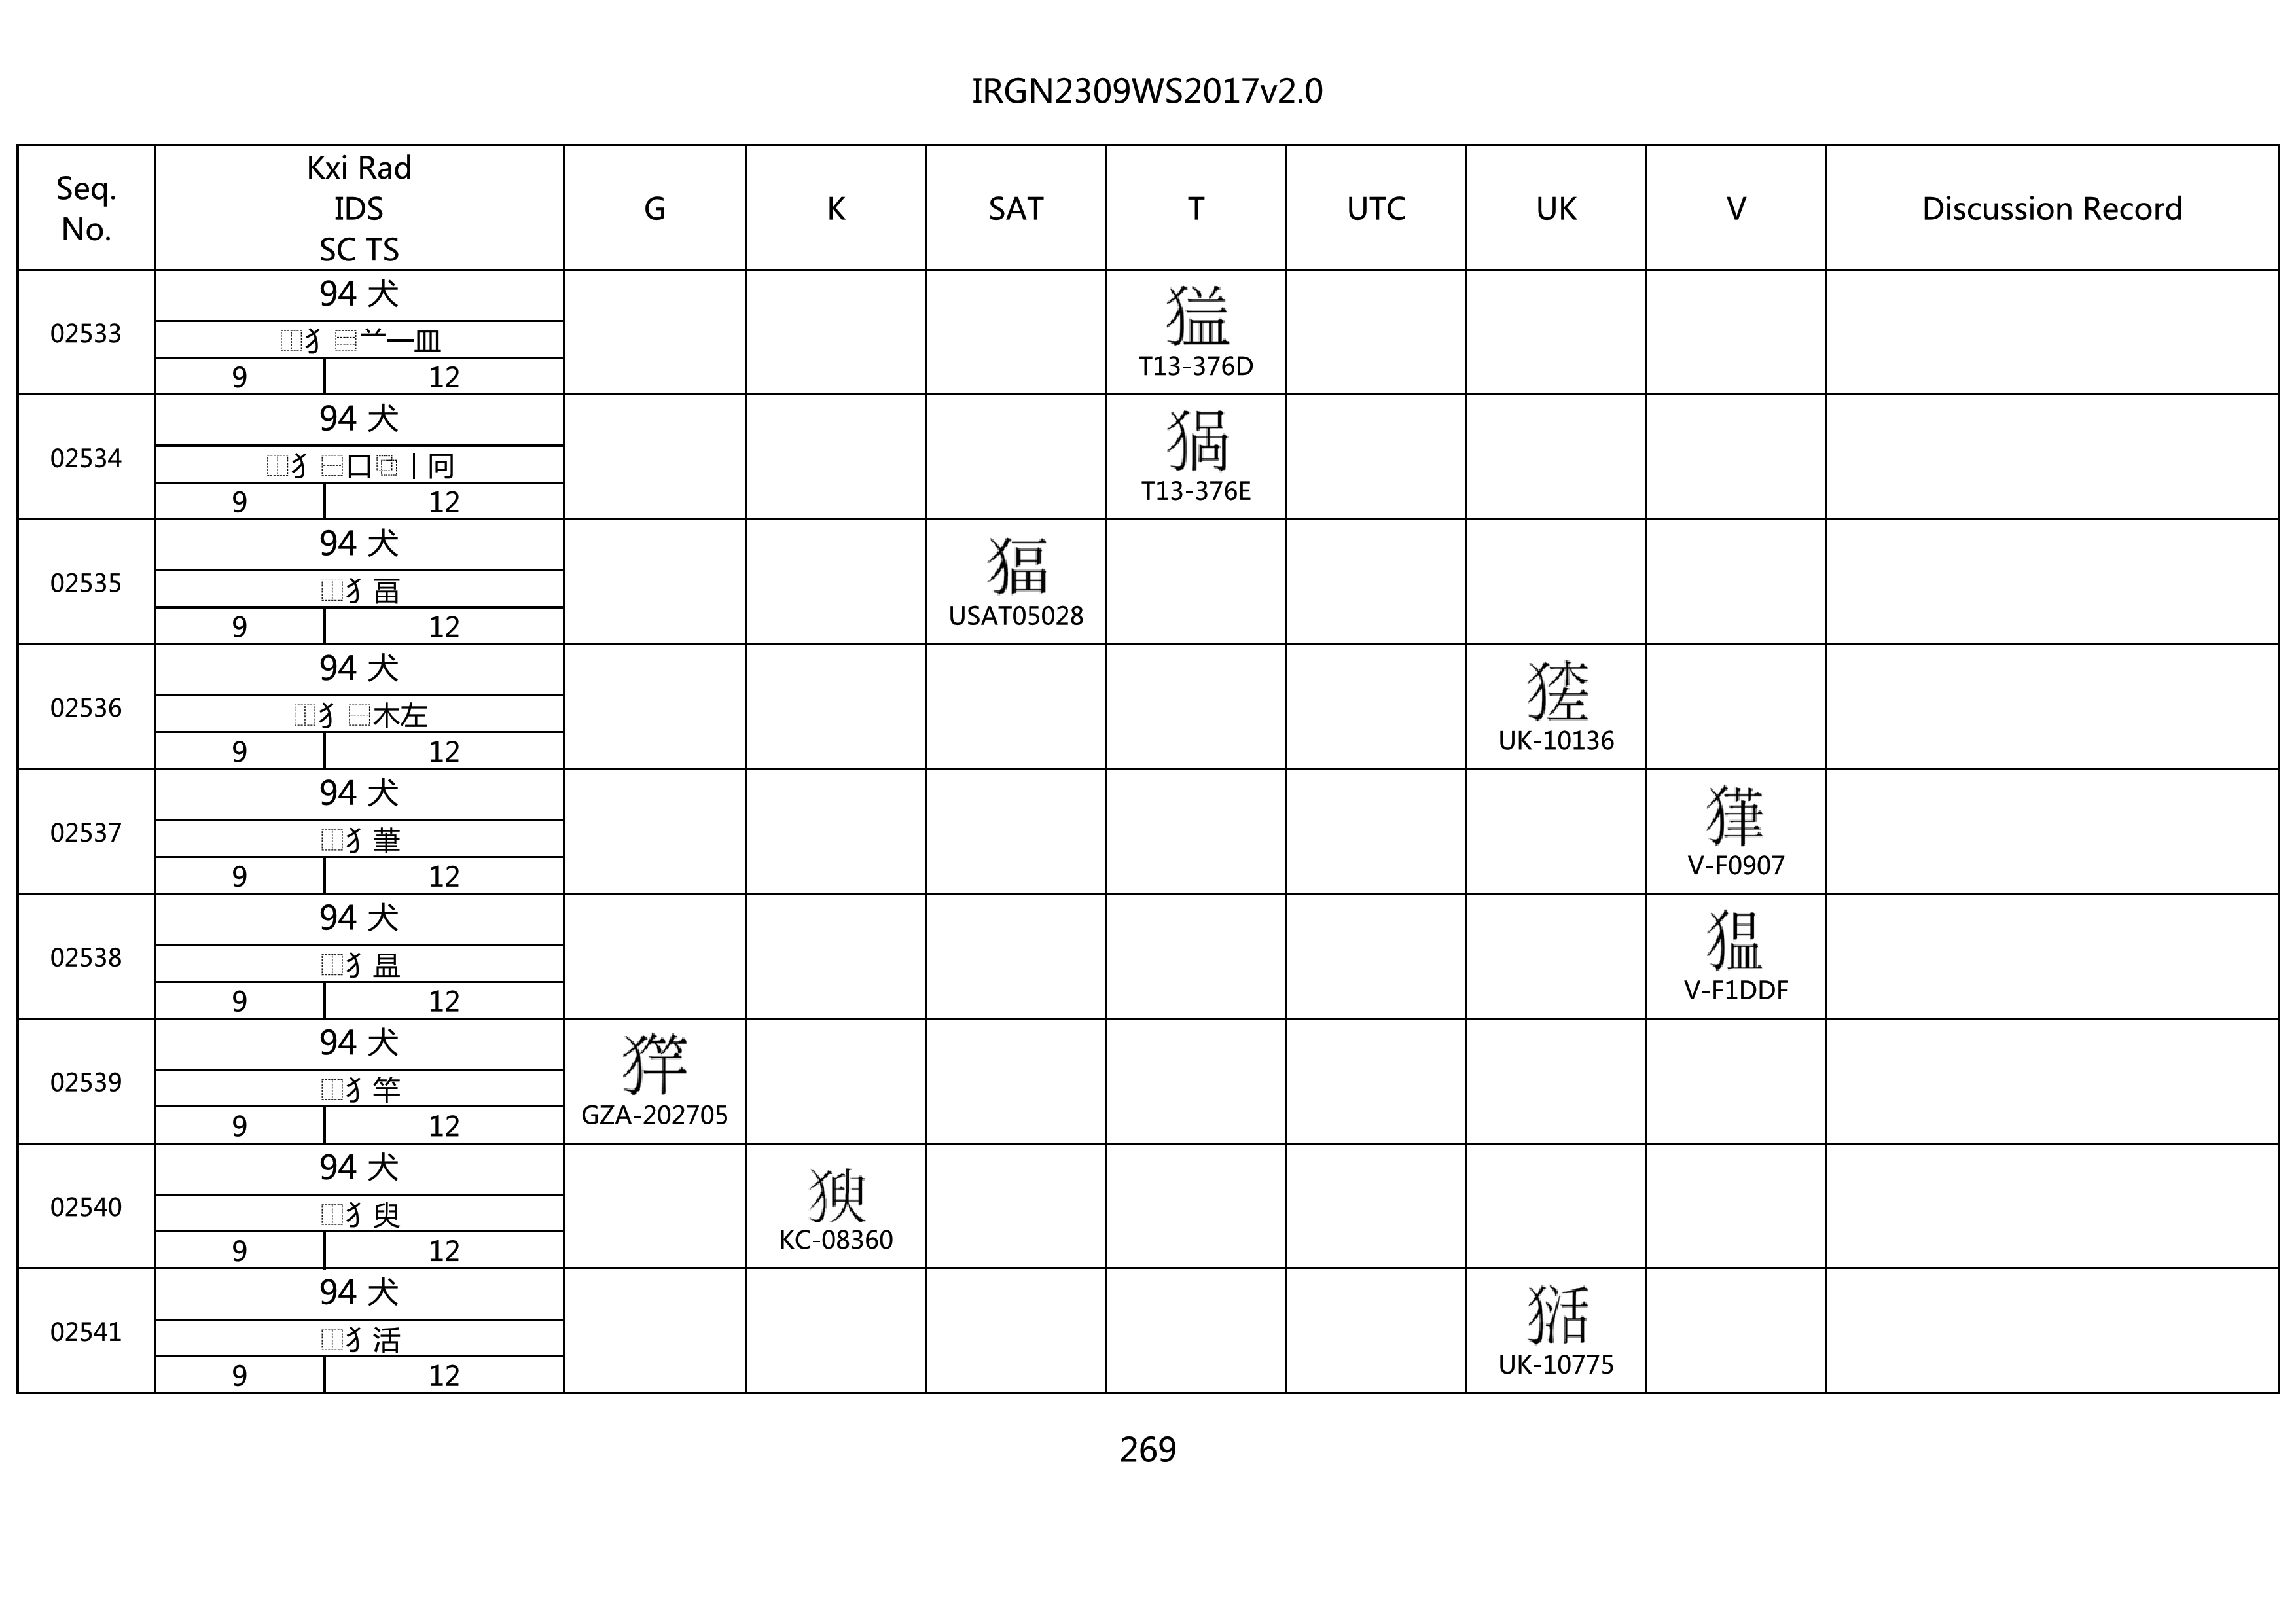 IRGN2309WS2017v2.0
Seq. No.
Kxi Rad
IDS
SC TS
G K SAT T UTC UK V Discussion Record
02533
94 犬
⿰犭⿳䒑一皿
9 12
T13-376D
02534
94 犬
⿰犭⿱口⿻丨冋
9 12
T13-376E
02535
94 犬
⿰犭畐
9 12
USAT05028
02536
94 犬
⿰犭⿱木左
9 12
UK-10136
02537
94 犬
⿰犭葷
9 12
V-F0907
02538
94 犬
⿰犭昷
9 12
V-F1DDF
02539
94 犬
⿰犭竿
9 12
GZA-202705
02540
94 犬
⿰犭臾
9 12
KC-08360
02541
94 犬
⿰犭活
9 12
UK-10775
269